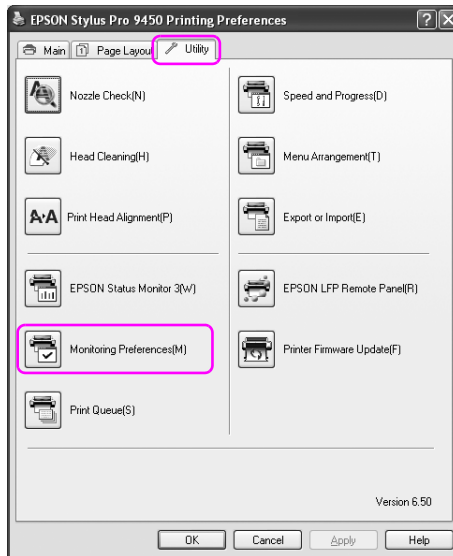 EPSON Stylus Pro 9450 Printing Preferences
Main
Page Layout
Utility
Nozzle Check(N)
Speed and Progress(D)
Head Cleaning(H)
Menu Arrangement(T)
A·A Print Head Alignment(P)
Export or Import(E)
EPSON Status Monitor 3(W)
EPSON LFP Remote Panel(R)
Monitoring Preferences(M)
Printer Firmware Update(F)
Print Queue(S)
Version 6.50
OK
Cancel
Apply
Help